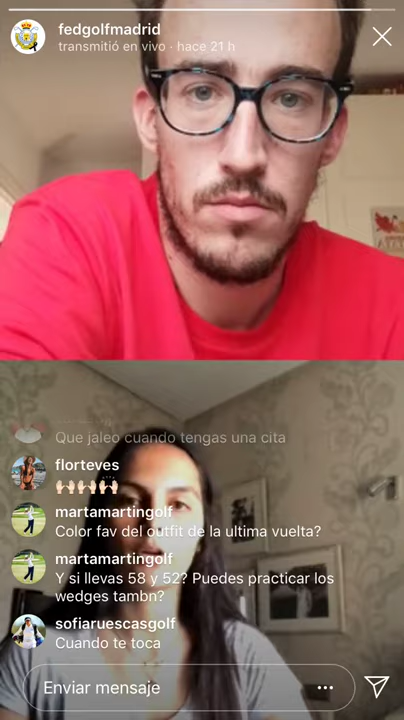 fedgolfmadrid
transmitió en vivo · hace 21 h
Que jaleo cuando tengas una cita
florteves
🙌🏻🙌🏻🙌🏻
martamartingolf
Color fav del outfit de la ultima vuelta?
martamartingolf
Y si llevas 58 y 52? Puedes practicar los
wedges tambn?
sofiaruescasgolf
Cuando te toca
Enviar mensaje